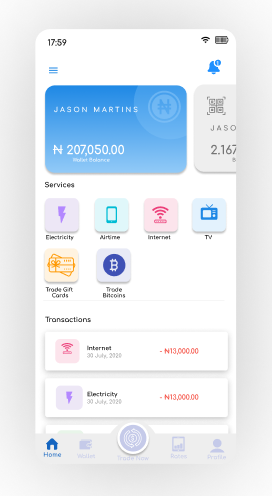 17:59
1
JASON MARTINS
JASO
₦ 207,050.00
2.167
Wallet Balance
B
Services
Electricity
Airtime
Internet
TV
Trade Gift
Cards
Trade
Bitcoins
Transactions
Internet
30 July, 2020
- ₦13,000.00
Electricity
30 July, 2020
- ₦13,000.00
Home
Wallet
Trade Now
Rates
Profile